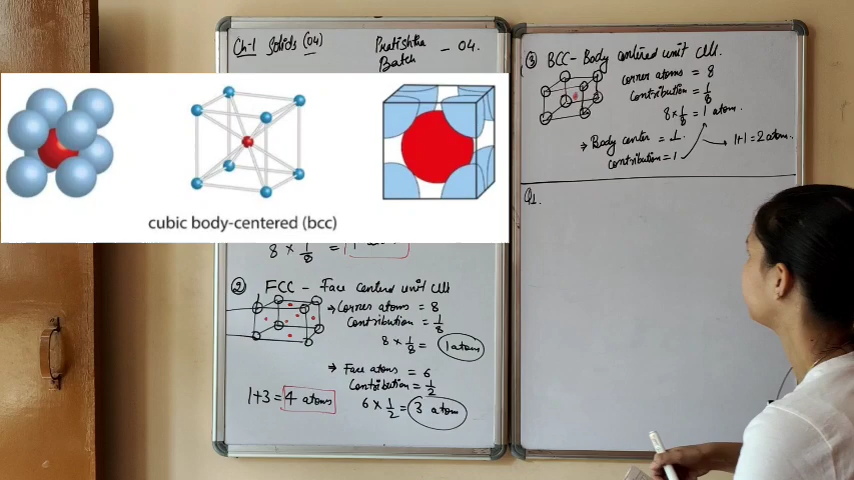 Ch-1 Solids (04)
Pratishtha
Batch - 04.
cubic body-centered (bcc)
8 × 1/8 =
② FCC - Face Centered unit Cell
→ Corner atoms = 8
Contribution = 1/8
8 × 1/8 = 1 atom
→ Face atoms = 6
Contribution = 1/2
6 × 1/2 = 3 atom
1+3 = 4 atoms
③ BCC - Body centered unit Cell.
corner atoms = 8
Contribution = 1/8
8 × 1/8 = 1 atom.
→ Body center = 1.
contribution = 1
1+1 = 2 atom.
Q1.